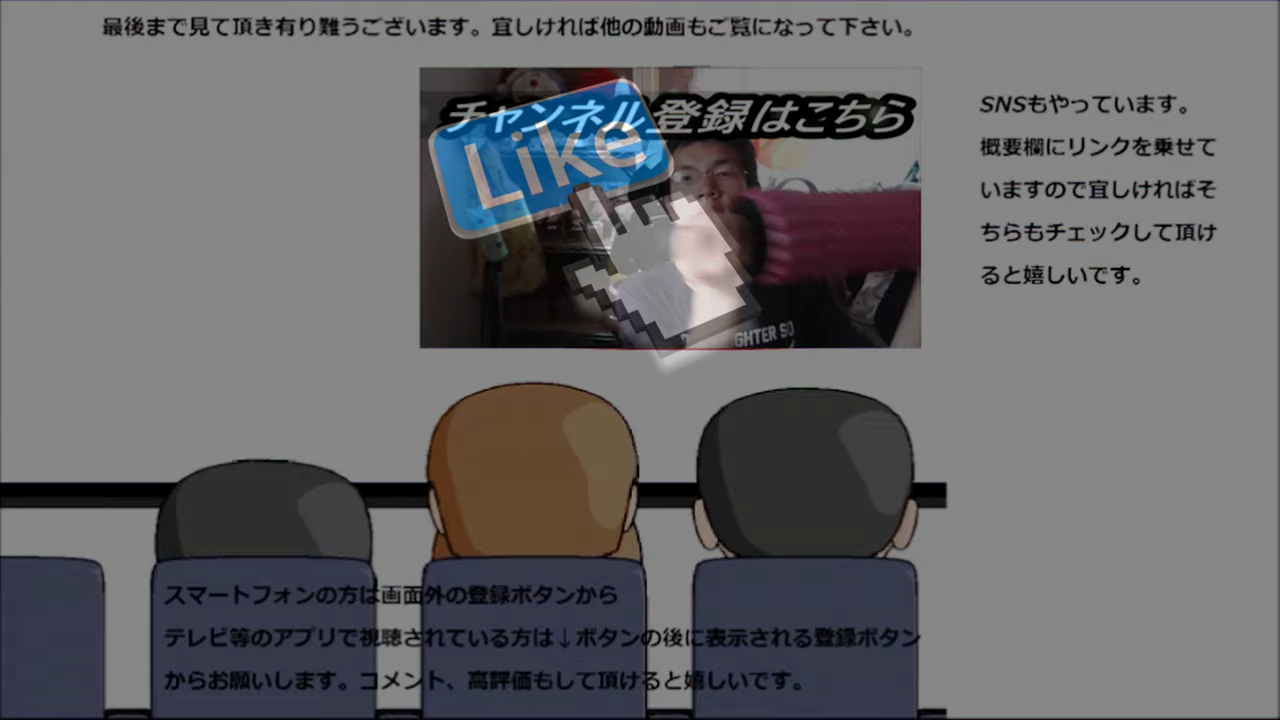 最後まで見て頂き有り難うございます。宜しければ他の動画もご覧になって下さい。
チャンネル登録はこちら
Like
SNSもやっています。
概要欄にリンクを乗せて
いますので宜しければそ
ちらもチェックして頂け
ると嬉しいです。
GHTER SQ
スマートフォンの方は画面外の登録ボタンから
テレビ等のアプリで視聴されている方は↓ボタンの後に表示される登録ボタン
からお願いします。コメント、高評価もして頂けると嬉しいです。